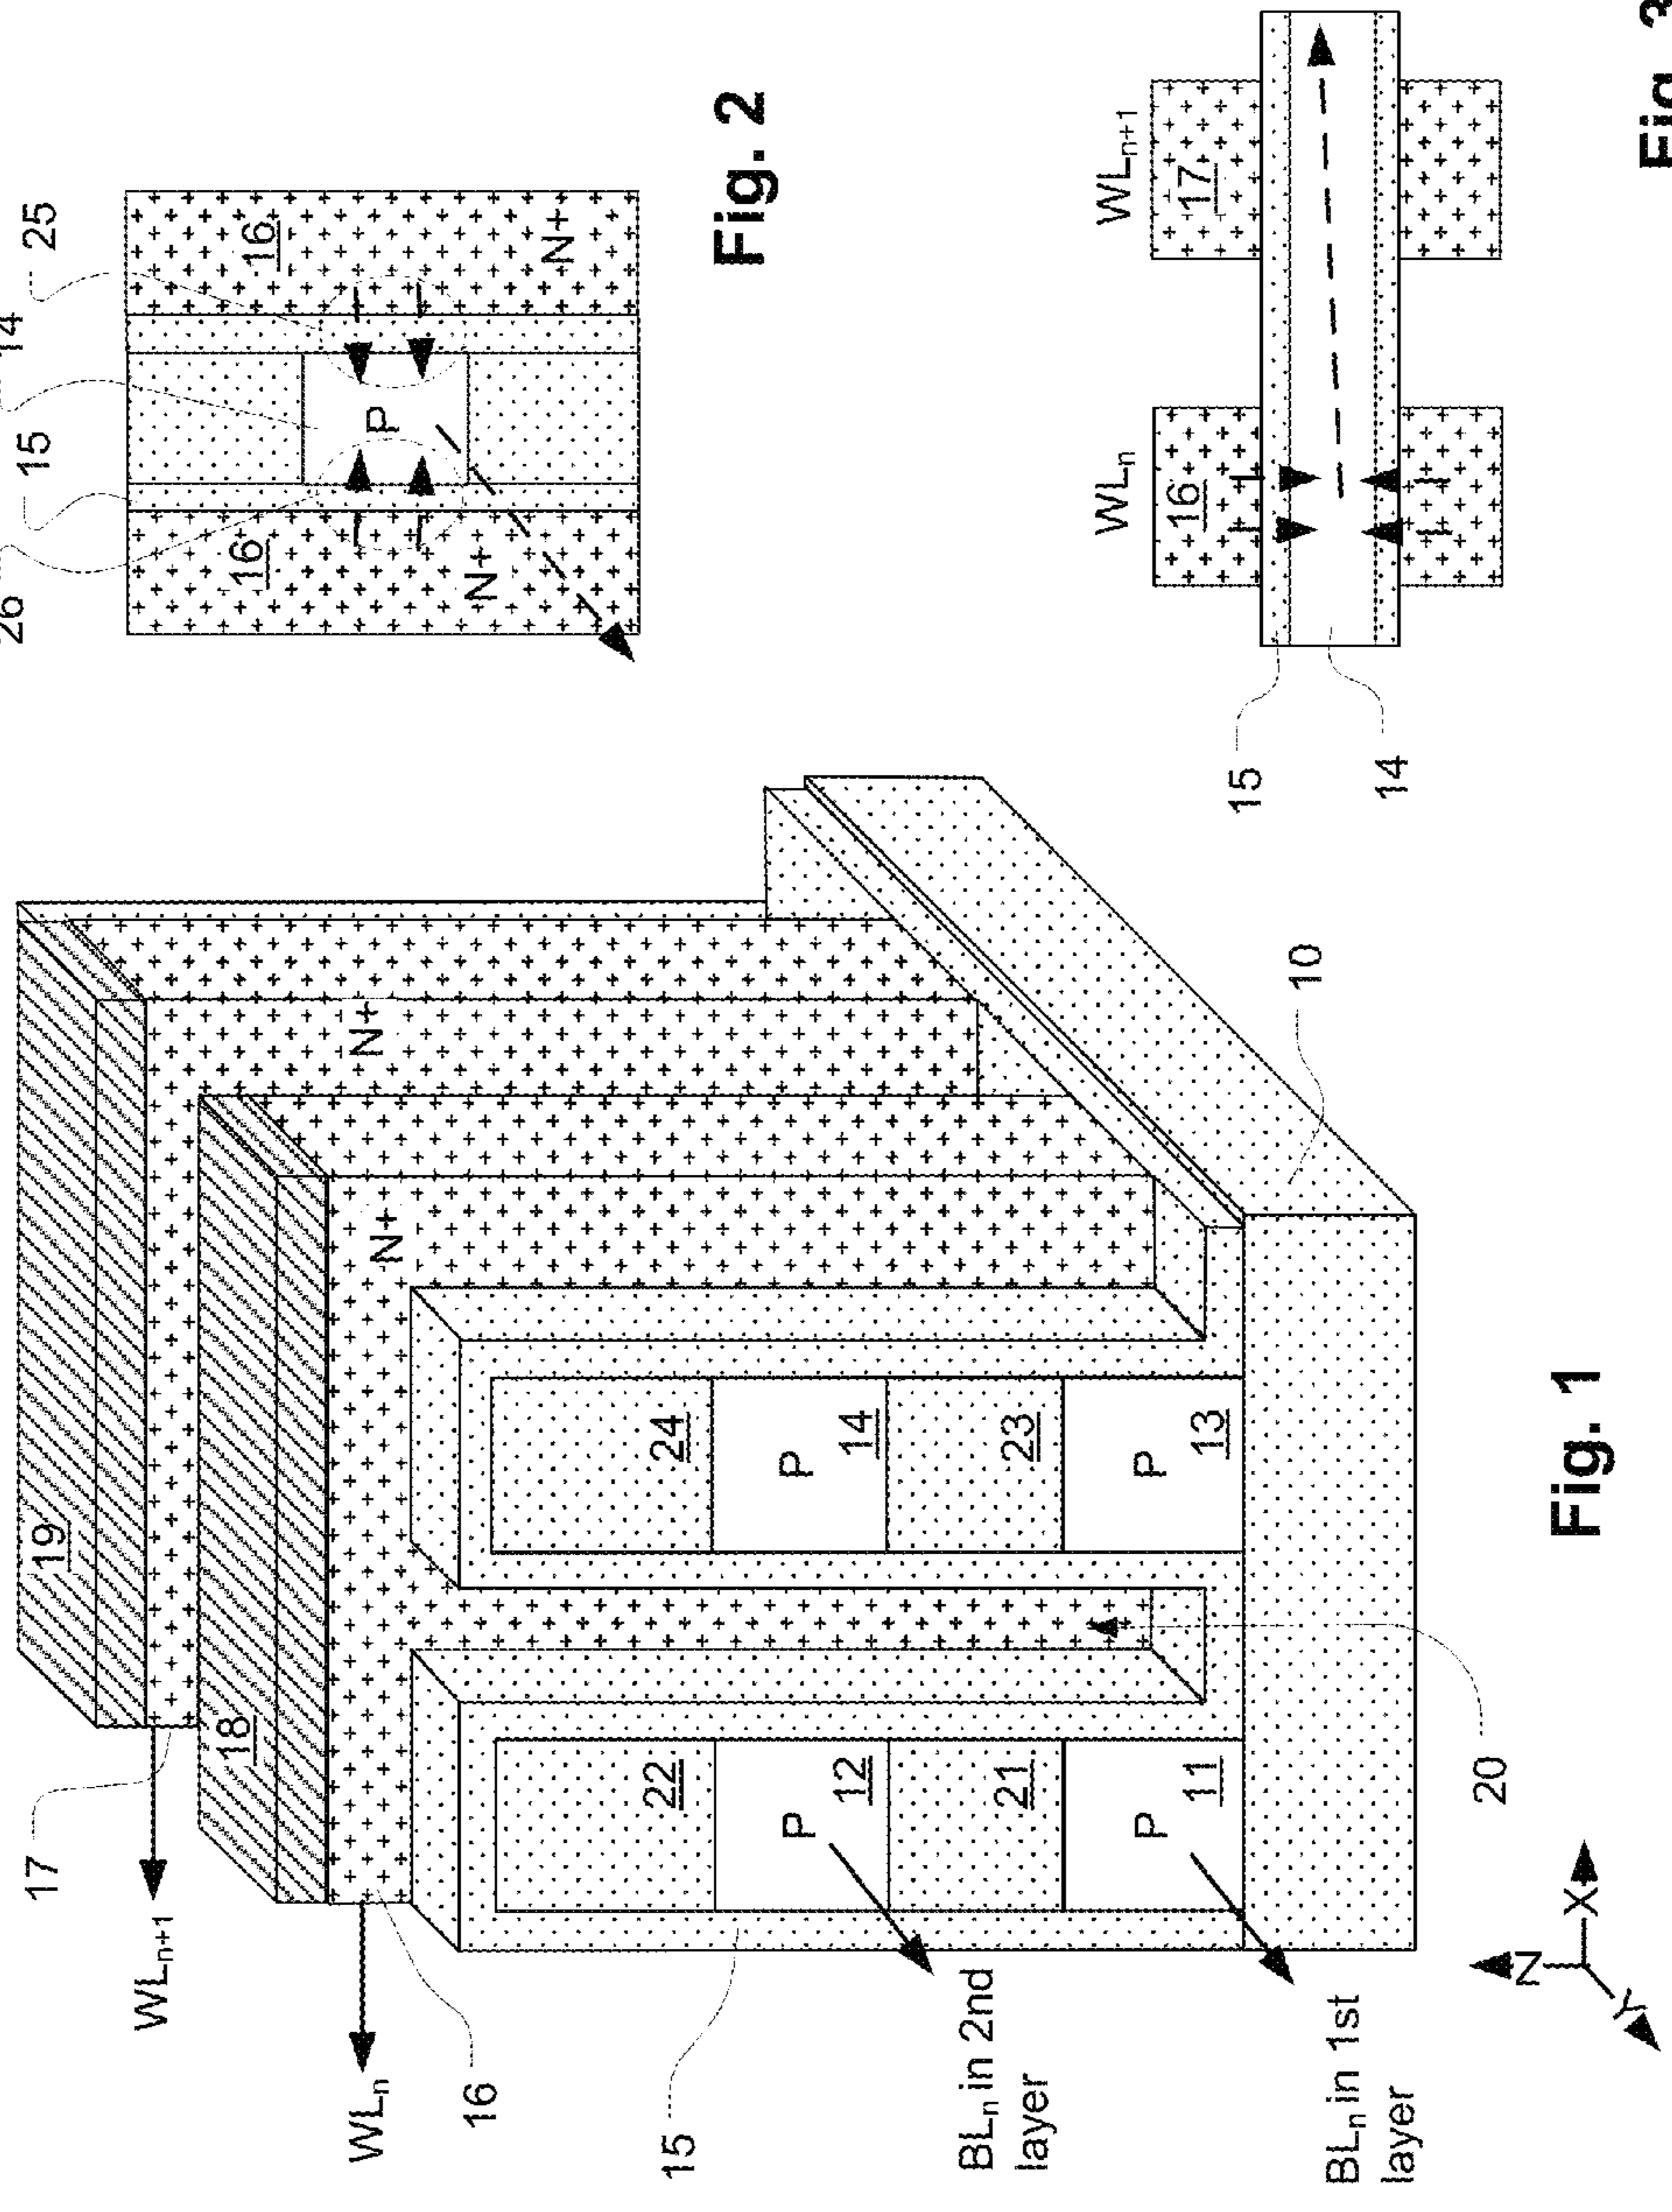 17
19
WLn+1
18
WLn
N+
N+
16
22
24
15
P
12
P
14
BLn in 2nd
layer
21
23
P
11
P
13
BLn in 1st
layer
10
20
Z
X
Y
Fig. 1
26
15
14
25
16
16
P
N+
N+
Fig. 2
WLn
WLn+1
16
17
15
14
Fig. 3